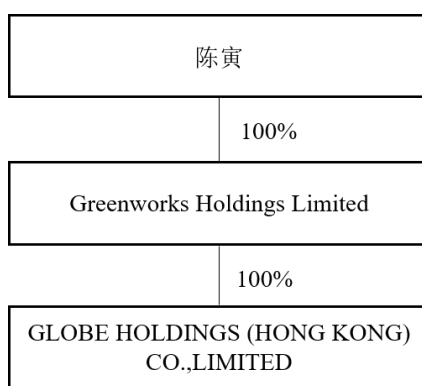 陈寅
100%
Greenworks Holdings Limited
100%
GLOBE HOLDINGS (HONG KONG)
CO.,LIMITED